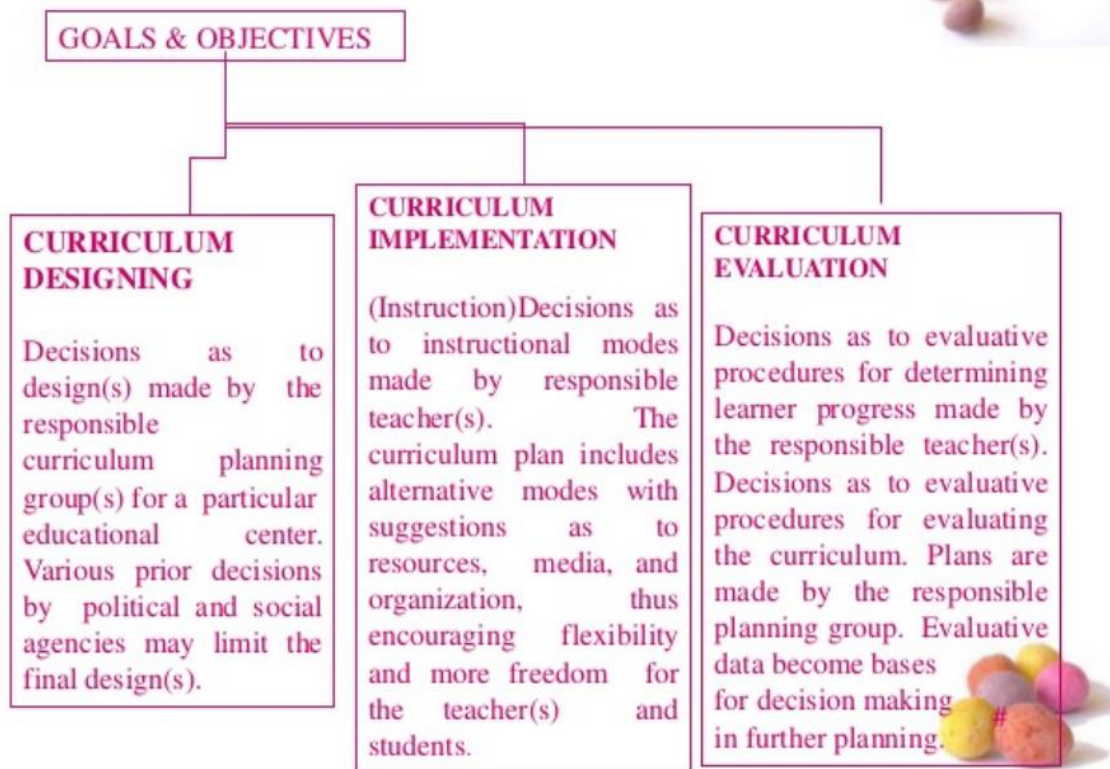 GOALS & OBJECTIVES
CURRICULUM
DESIGNING
Decisions as to
design(s) made by the
responsible
curriculum planning
group(s) for a particular
educational center.
Various prior decisions
by political and social
agencies may limit the
final design(s).
CURRICULUM
IMPLEMENTATION
(Instruction)Decisions as
to instructional modes
made by responsible
teacher(s). The
curriculum plan includes
alternative modes with
suggestions as to
resources, media, and
organization, thus
encouraging flexibility
and more freedom for
the teacher(s) and
students.
CURRICULUM
EVALUATION
Decisions as to evaluative
procedures for determining
learner progress made by
the responsible teacher(s).
Decisions as to evaluative
procedures for evaluating
the curriculum. Plans are
made by the responsible
planning group. Evaluative
data become bases
for decision making
in further planning.
#